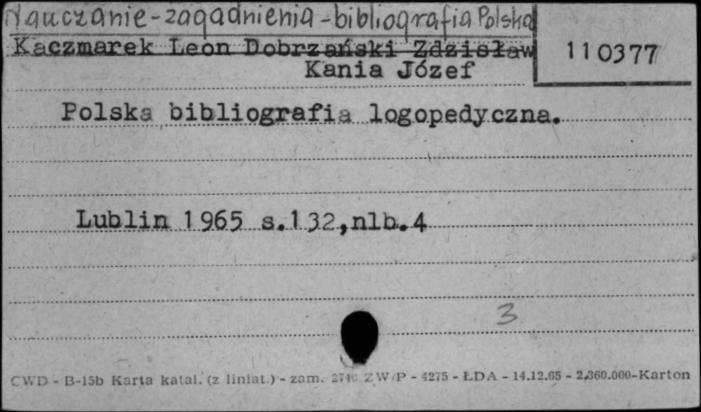 Nauczanie-zagadnienia-bibliografia Polska
Kaczmarek Leon Dobrzański Zdzisław
Kania Józef
110377
Polska bibliografia logopedyczna.
Lublin 1965 s.132,nlb.4
3
CWD - B-15b Karta katal. (z liniat.) - zam. ZW/P - 4275 - ŁDA - 14.12.65 - 2,360.000-Karton